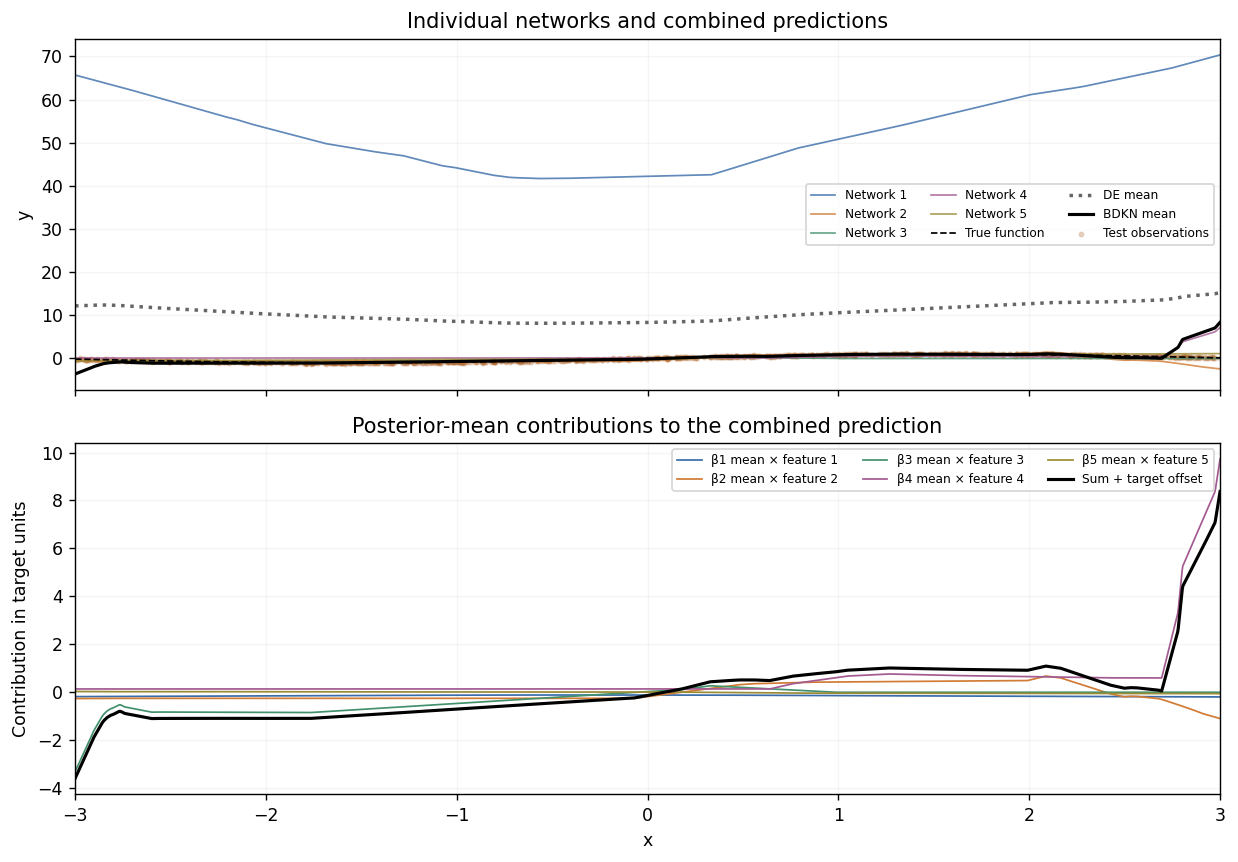 Individual networks and combined predictions
70
60
50
40
30
20
10
0
y
Network 1
Network 2
Network 3
Network 4
Network 5
True function
DE mean
BDKN mean
Test observations
Posterior-mean contributions to the combined prediction
10
8
6
4
2
0
−2
−4
Contribution in target units
β1 mean × feature 1
β2 mean × feature 2
β3 mean × feature 3
β4 mean × feature 4
β5 mean × feature 5
Sum + target offset
−3
−2
−1
0
1
2
3
x